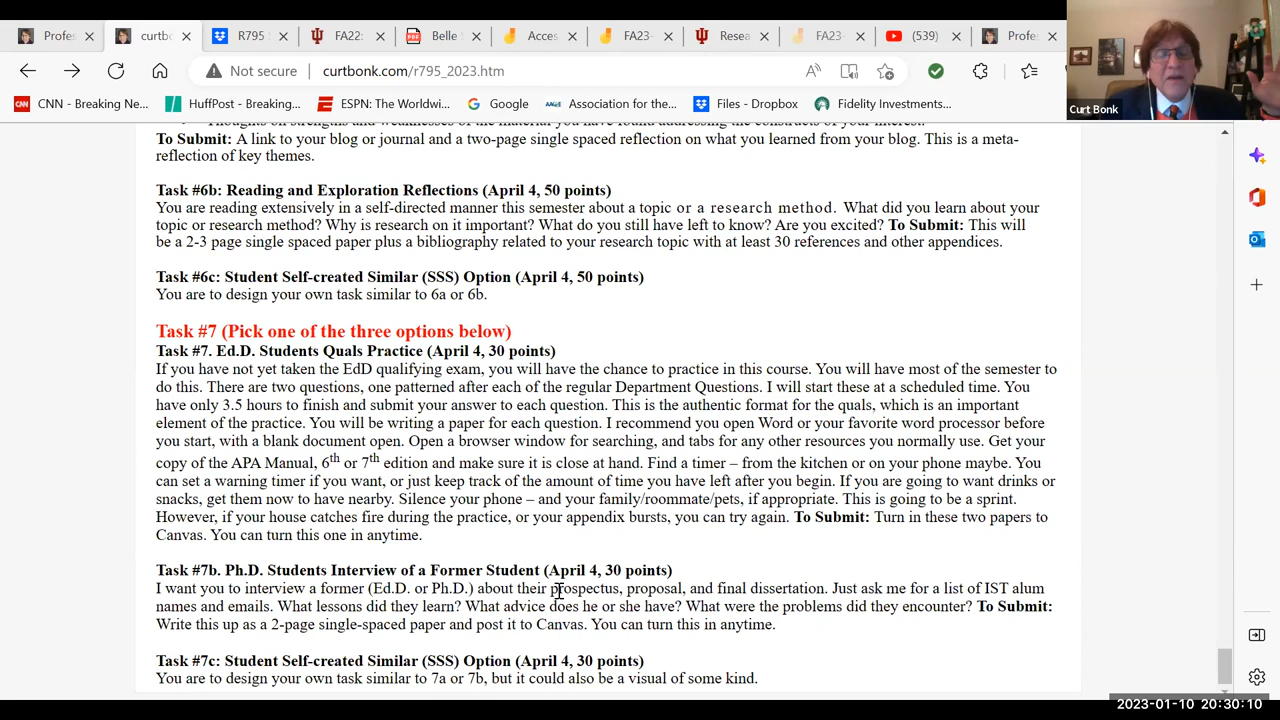 Profe
curtbo
R795
FA22:
Belle
Acces
FA23-
Resea
FA23
(539)
Profe
Not secure
curtbonk.com/r795_2023.htm
CNN - Breaking Ne...
HuffPost - Breaking...
ESPN: The Worldwi...
Google
Association for the...
Files - Dropbox
Fidelity Investments...
Curt Bonk
To Submit: A link to your blog or journal and a two-page single spaced reflection on what you learned from your blog. This is a meta-
reflection of key themes.
Task #6b: Reading and Exploration Reflections (April 4, 50 points)
You are reading extensively in a self-directed manner this semester about a topic or a research method. What did you learn about your
topic or research method? Why is research on it important? What do you still have left to know? Are you excited? To Submit: This will
be a 2-3 page single spaced paper plus a bibliography related to your research topic with at least 30 references and other appendices.
Task #6c: Student Self-created Similar (SSS) Option (April 4, 50 points)
You are to design your own task similar to 6a or 6b.
Task #7 (Pick one of the three options below)
Task #7. Ed.D. Students Quals Practice (April 4, 30 points)
If you have not yet taken the EdD qualifying exam, you will have the chance to practice in this course. You will have most of the semester to
do this. There are two questions, one patterned after each of the regular Department Questions. I will start these at a scheduled time. You
have only 3.5 hours to finish and submit your answer to each question. This is the authentic format for the quals, which is an important
element of the practice. You will be writing a paper for each question. I recommend you open Word or your favorite word processor before
you start, with a blank document open. Open a browser window for searching, and tabs for any other resources you normally use. Get your
copy of the APA Manual, 6th or 7th edition and make sure it is close at hand. Find a timer – from the kitchen or on your phone maybe. You
can set a warning timer if you want, or just keep track of the amount of time you have left after you begin. If you are going to want drinks or
snacks, get them now to have nearby. Silence your phone – and your family/roommate/pets, if appropriate. This is going to be a sprint.
However, if your house catches fire during the practice, or your appendix bursts, you can try again. To Submit: Turn in these two papers to
Canvas. You can turn this one in anytime.
Task #7b. Ph.D. Students Interview of a Former Student (April 4, 30 points)
I want you to interview a former (Ed.D. or Ph.D.) about their prospectus, proposal, and final dissertation. Just ask me for a list of IST alum
names and emails. What lessons did they learn? What advice does he or she have? What were the problems did they encounter? To Submit:
Write this up as a 2-page single-spaced paper and post it to Canvas. You can turn this in anytime.
Task #7c: Student Self-created Similar (SSS) Option (April 4, 30 points)
You are to design your own task similar to 7a or 7b, but it could also be a visual of some kind.
2023-01-10 20:30:10